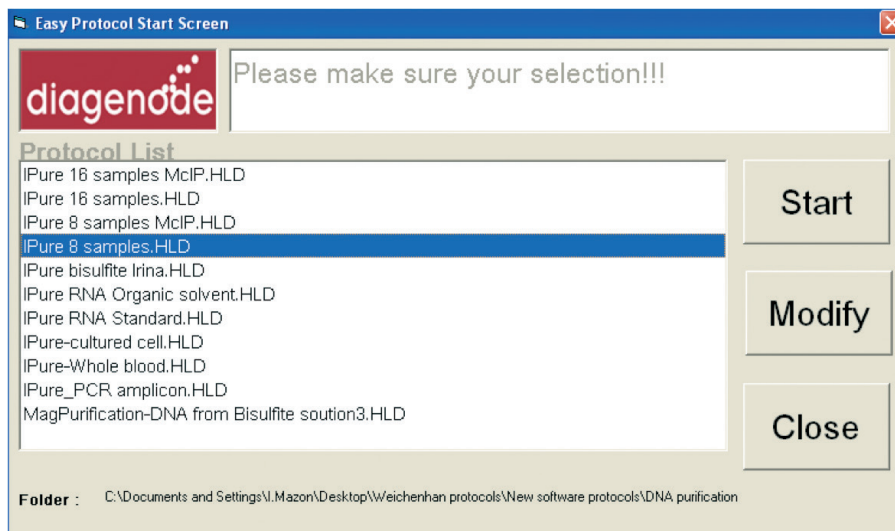 Easy Protocol Start Screen
diagenode
Please make sure your selection!!!
Protocol List
IPure 16 samples McIP.HLD
IPure 16 samples.HLD
IPure 8 samples McIP.HLD
IPure 8 samples.HLD
IPure bisulfite Irina.HLD
IPure RNA Organic solvent.HLD
IPure RNA Standard.HLD
IPure-cultured cell.HLD
IPure-Whole blood.HLD
IPure_PCR amplicon.HLD
MagPurification-DNA from Bisulfite soution3.HLD
Start
Modify
Close
Folder : C:\Documents and Settings\I.Mazon\Desktop\Weichenhan protocols\New software protocols\DNA purification